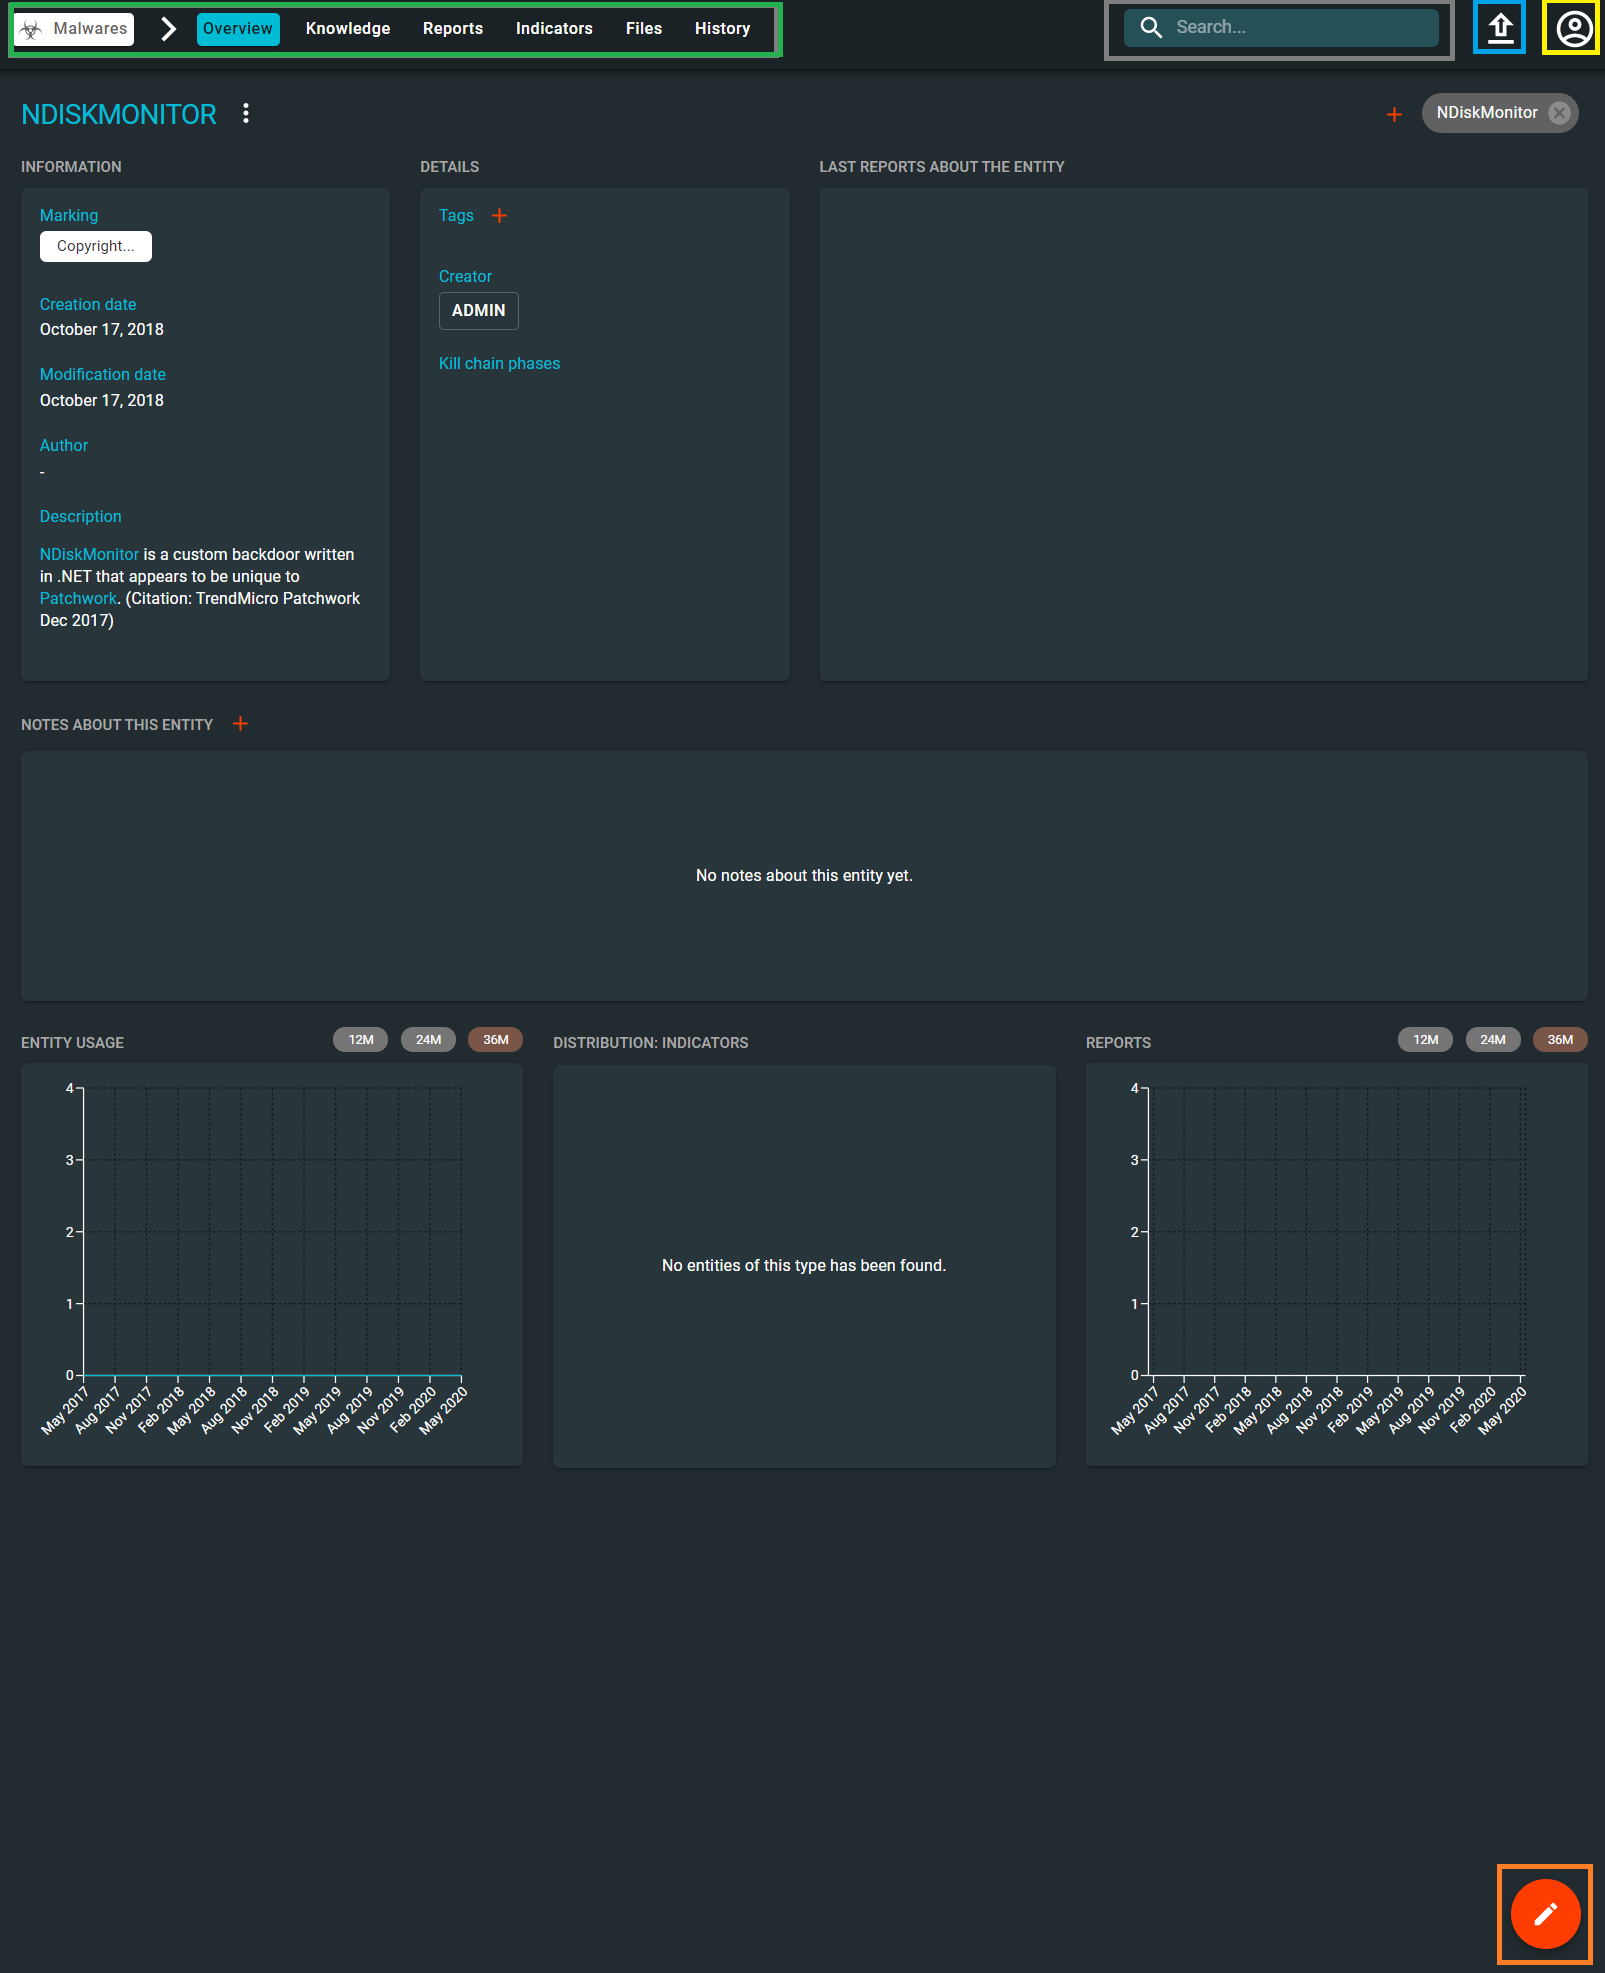 Malwares Overview Knowledge Reports Indicators Files History Search...
NDISKMONITOR
NDiskMonitor
INFORMATION
Marking
Copyright...
Creation date
October 17, 2018
Modification date
October 17, 2018
Author
-
Description
NDiskMonitor is a custom backdoor written
in .NET that appears to be unique to
Patchwork. (Citation: TrendMicro Patchwork
Dec 2017)
DETAILS
Tags +
Creator
ADMIN
Kill chain phases
LAST REPORTS ABOUT THE ENTITY
NOTES ABOUT THIS ENTITY +
No notes about this entity yet.
ENTITY USAGE 12M 24M 36M
4
3
2
1
0
May 2017 Aug 2017 Nov 2017 Feb 2018 May 2018 Aug 2018 Nov 2018 Feb 2019 May 2019 Aug 2019 Nov 2019 Feb 2020 May 2020
DISTRIBUTION: INDICATORS
No entities of this type has been found.
REPORTS 12M 24M 36M
4
3
2
1
0
May 2017 Aug 2017 Nov 2017 Feb 2018 May 2018 Aug 2018 Nov 2018 Feb 2019 May 2019 Aug 2019 Nov 2019 Feb 2020 May 2020